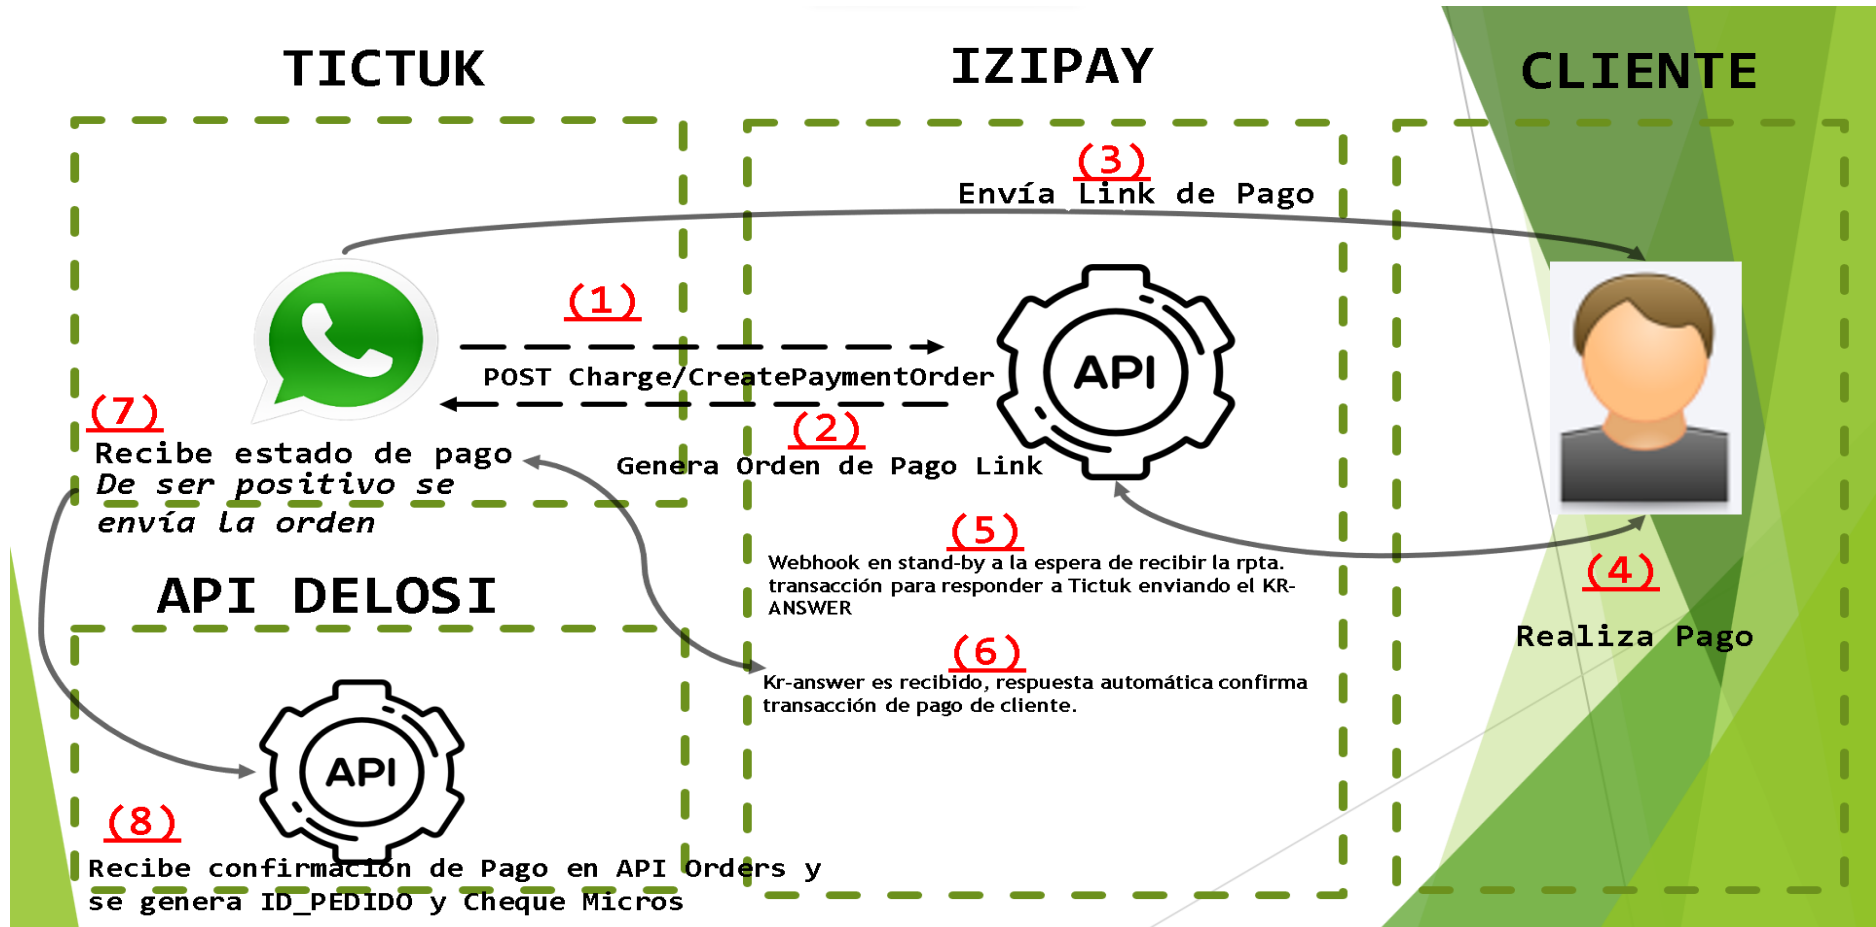 TICTUK
IZIPAY
CLIENTE
(3)
Envía Link de Pago
(1)
POST Charge/CreatePaymentOrder
API
(2)
Genera Orden de Pago Link
(7)
Recibe estado de pago
De ser positivo se
envía la orden
(5)
Webhook en stand-by a la espera de recibir la rpta.
transacción para responder a Tictuk enviando el KR-
ANSWER
(4)
Realiza Pago
(6)
Kr-answer es recibido, respuesta automática confirma
transacción de pago de cliente.
API DELOSI
API
(8)
Recibe confirmación de Pago en API Orders y
se genera ID_PEDIDO y Cheque Micros